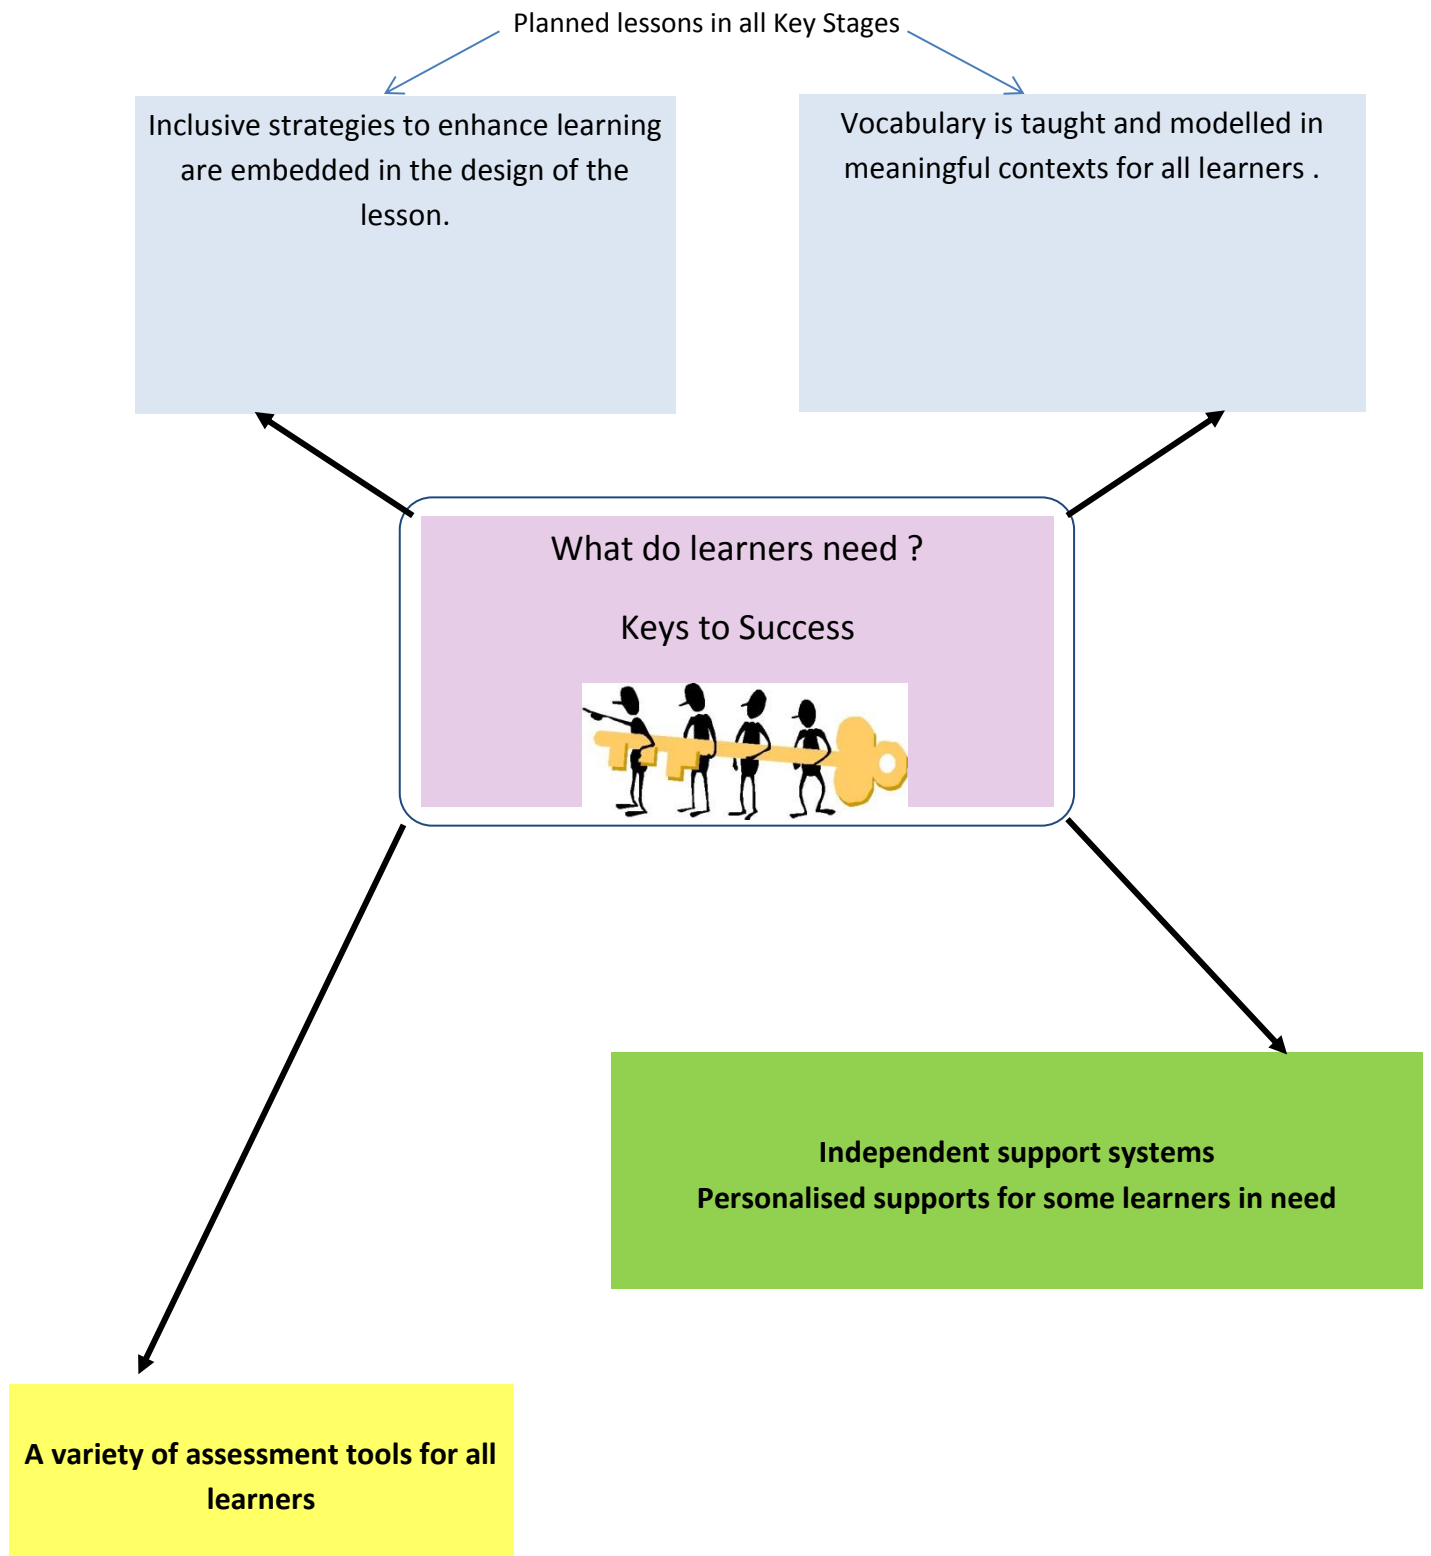 Planned lessons in all Key Stages
Inclusive strategies to enhance learning
are embedded in the design of the
lesson.
Vocabulary is taught and modelled in
meaningful contexts for all learners .
What do learners need ?
Keys to Success
Independent support systems
Personalised supports for some learners in need
A variety of assessment tools for all
learners